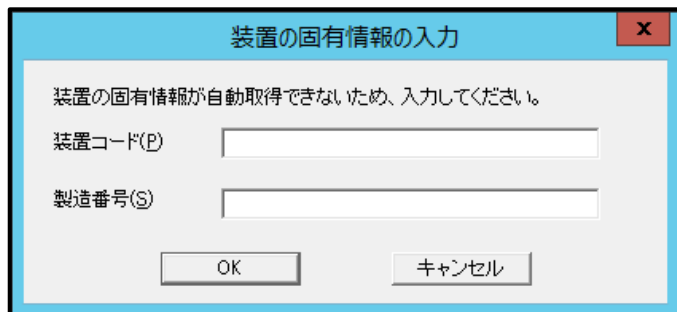 装置の固有情報の入力
x
装置の固有情報が自動取得できないため、入力してください。
装置コード(P)
製造番号(S)
OK
キャンセル